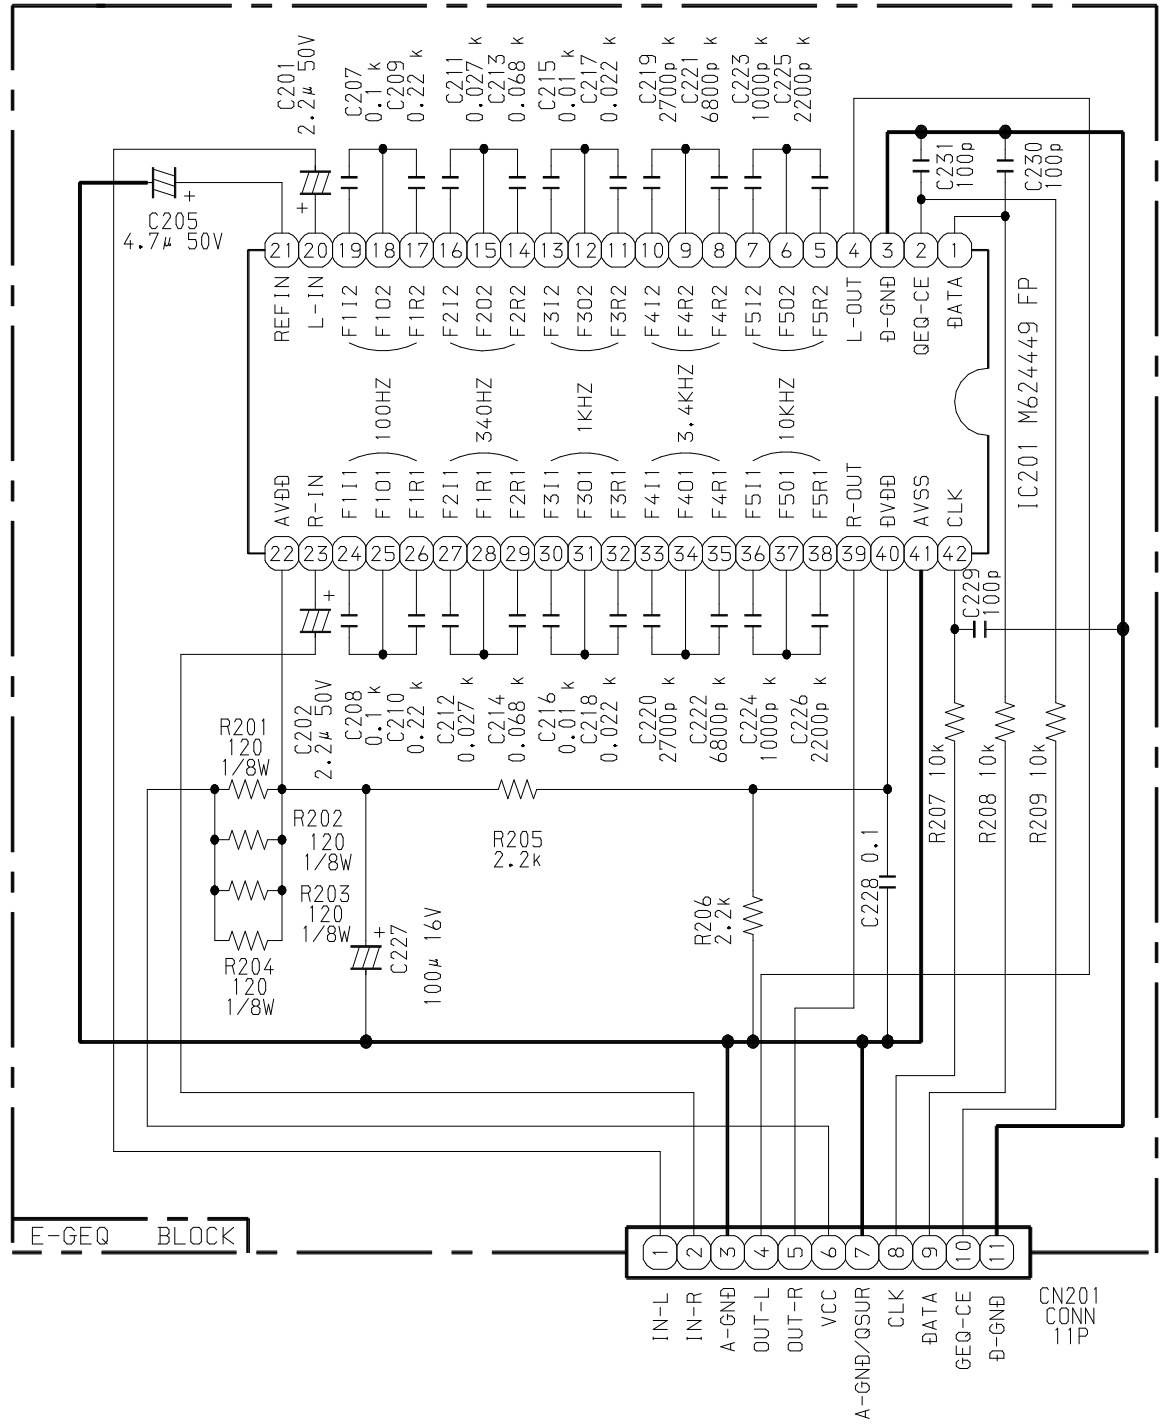 C201
2.2µ 50V
C207
0.1 k
C209
0.22 k
C211
0.027 k
C213
0.068 k
C215
0.01 k
C217
0.022 k
C219
2700p k
C221
6800p k
C223
1000p k
C225
2200p k
C231
100p
C230
100p
+
+
C205
4.7µ 50V
21
20
19
18
17
16
15
14
13
12
11
10
9
8
7
6
5
4
3
2
1
REFIN
L-IN
F1I2
F1O2
F1R2
F2I2
F2O2
F2R2
F3I2
F3O2
F3R2
F4I2
F4R2
F4R2
F5I2
F5O2
F5R2
L-OUT
D-GND
QEQ-CE
DATA
100HZ
340HZ
1KHZ
3.4KHZ
10KHZ
IC201 M624449 FP
AVDD
R-IN
F1I1
F1O1
F1R1
F2I1
F1R1
F2R1
F3I1
F3O1
F3R1
F4I1
F4O1
F4R1
F5I1
F5O1
F5R1
R-OUT
DVDD
AVSS
CLK
22
23
24
25
26
27
28
29
30
31
32
33
34
35
36
37
38
39
40
41
42
+
C229
100p
C202
2.2µ 50V
C208
0.1 k
C210
0.22 k
C212
0.027 k
C214
0.068 k
C216
0.01 k
C218
0.022 k
C220
2700p k
C222
6800p k
C224
1000p k
C226
2200p k
R201
120
1/8W
R202
120
1/8W
R203
120
1/8W
R204
120
1/8W
R205
2.2k
R206
2.2k
C228 0.1
R207 10k
R208 10k
R209 10k
+
C227
100µ 16V
E-GEQ BLOCK
1
2
3
4
5
6
7
8
9
10
11
IN-L
IN-R
A-GND
OUT-L
OUT-R
VCC
A-GND/QSUR
CLK
DATA
GEQ-CE
D-GND
CN201
CONN
11P